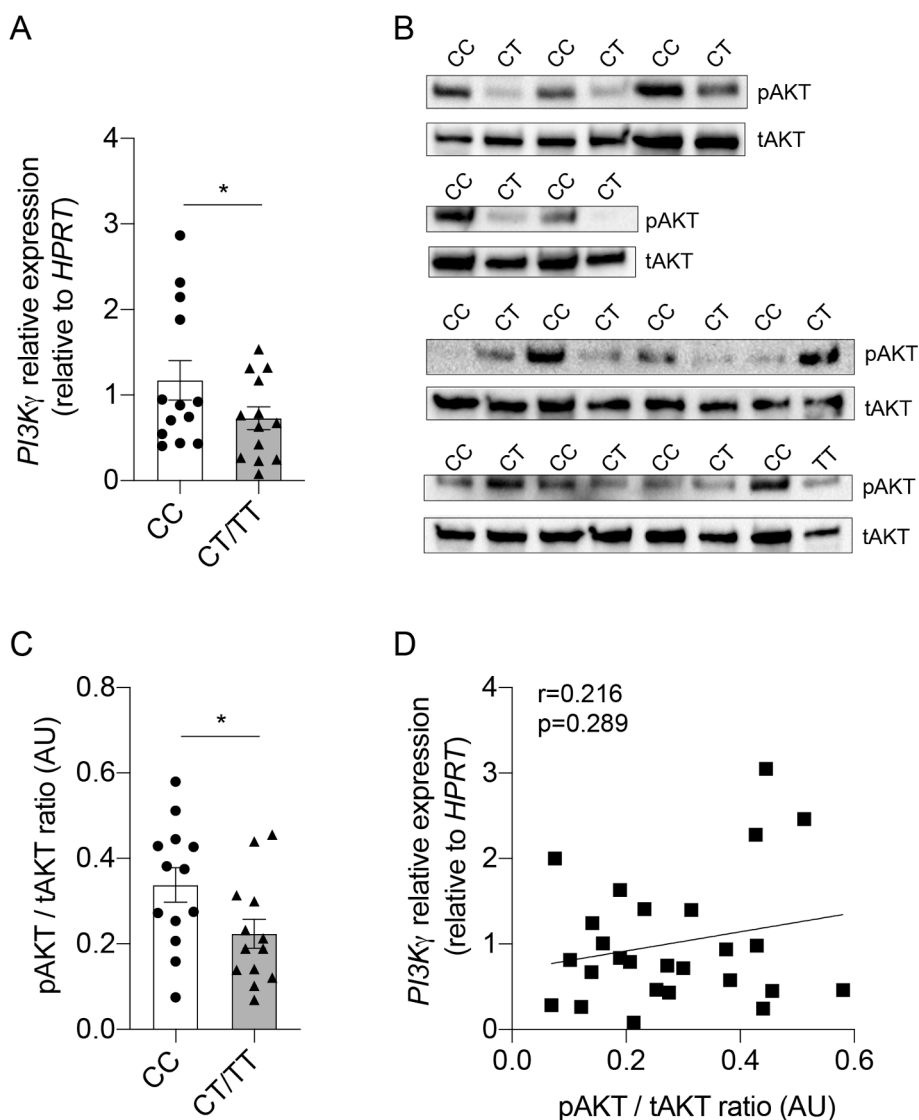 A
PI3Kγ relative expression
(relative to HPRT)
4
3
2
1
0
*
CC
CT/TT
B
CC CT CC CT CC CT
pAKT
tAKT
CC CT CC CT
pAKT
tAKT
CC CT CC CT CC CT CC CT
pAKT
tAKT
CC CT CC CT CC CT CC TT
pAKT
tAKT
C
pAKT / tAKT ratio (AU)
0.8
0.6
0.4
0.2
0.0
*
CC
CT/TT
D
PI3Kγ relative expression
(relative to HPRT)
4
3
2
1
0
r=0.216
p=0.289
0.0 0.2 0.4 0.6
pAKT / tAKT ratio (AU)